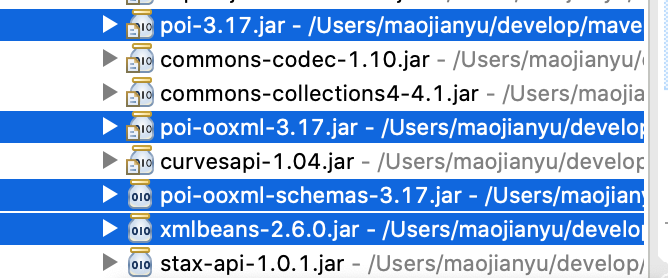 poi-3.17.jar - /Users/maojianyu/develop/mave
commons-codec-1.10.jar - /Users/maojianyu/
commons-collections4-4.1.jar - /Users/maojia
poi-ooxml-3.17.jar - /Users/maojianyu/develop
curvesapi-1.04.jar - /Users/maojianyu/develop
poi-ooxml-schemas-3.17.jar - /Users/maojian
xmlbeans-2.6.0.jar - /Users/maojianyu/develo
stax-api-1.0.1.jar - /Users/maojianyu/develop